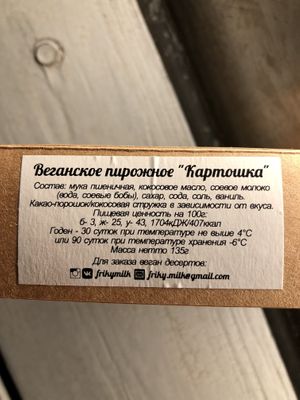 Веганское пирожное "Картошка"
Состав: мука пшеничная, кокосовое масло, соевое молоко
(вода, соевые бобы), сахар, сода, соль, ваниль.
Какао-порошок/кокосовая стружка в зависимости от вкуса.
Пищевая ценность на 100г:
б- 3, ж- 25, у- 43, 1704кДЖ/407ккал
Годен - 30 суток при температуре не выше 4°С
или 90 суток при температуре хранения -6°С
Масса нетто 135г
Для заказа веган десертов:
frikymilk friky.milk@gmail.com